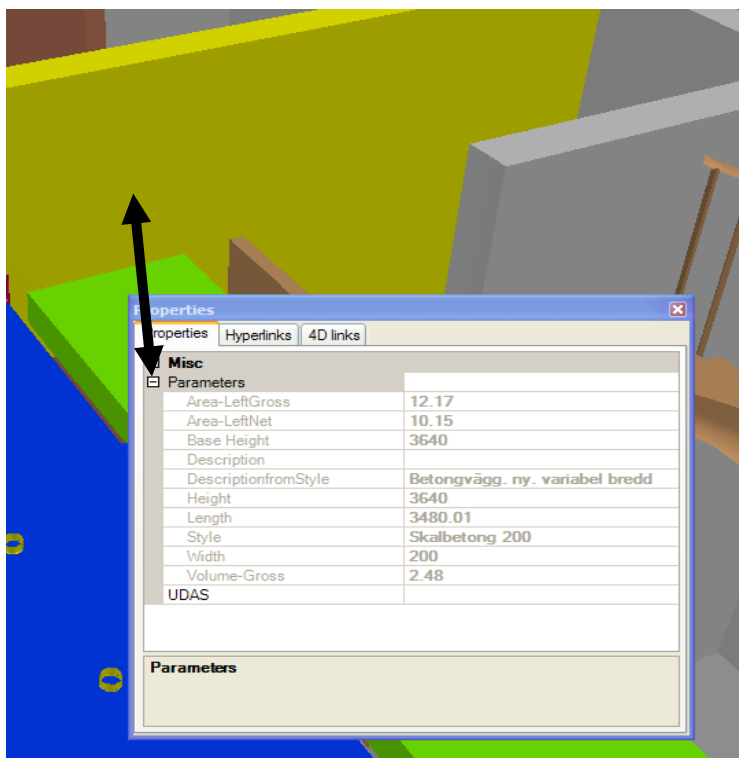 Properties
Properties Hyperlinks 4D links
Misc
Parameters
Area-LeftGross 12.17
Area-LeftNet 10.15
Base Height 3640
Description
DescriptionfromStyle Betongvägg. ny. variabel bredd
Height 3640
Length 3480.01
Style Skalbetong 200
Width 200
Volume-Gross 2.48
UDAS
Parameters